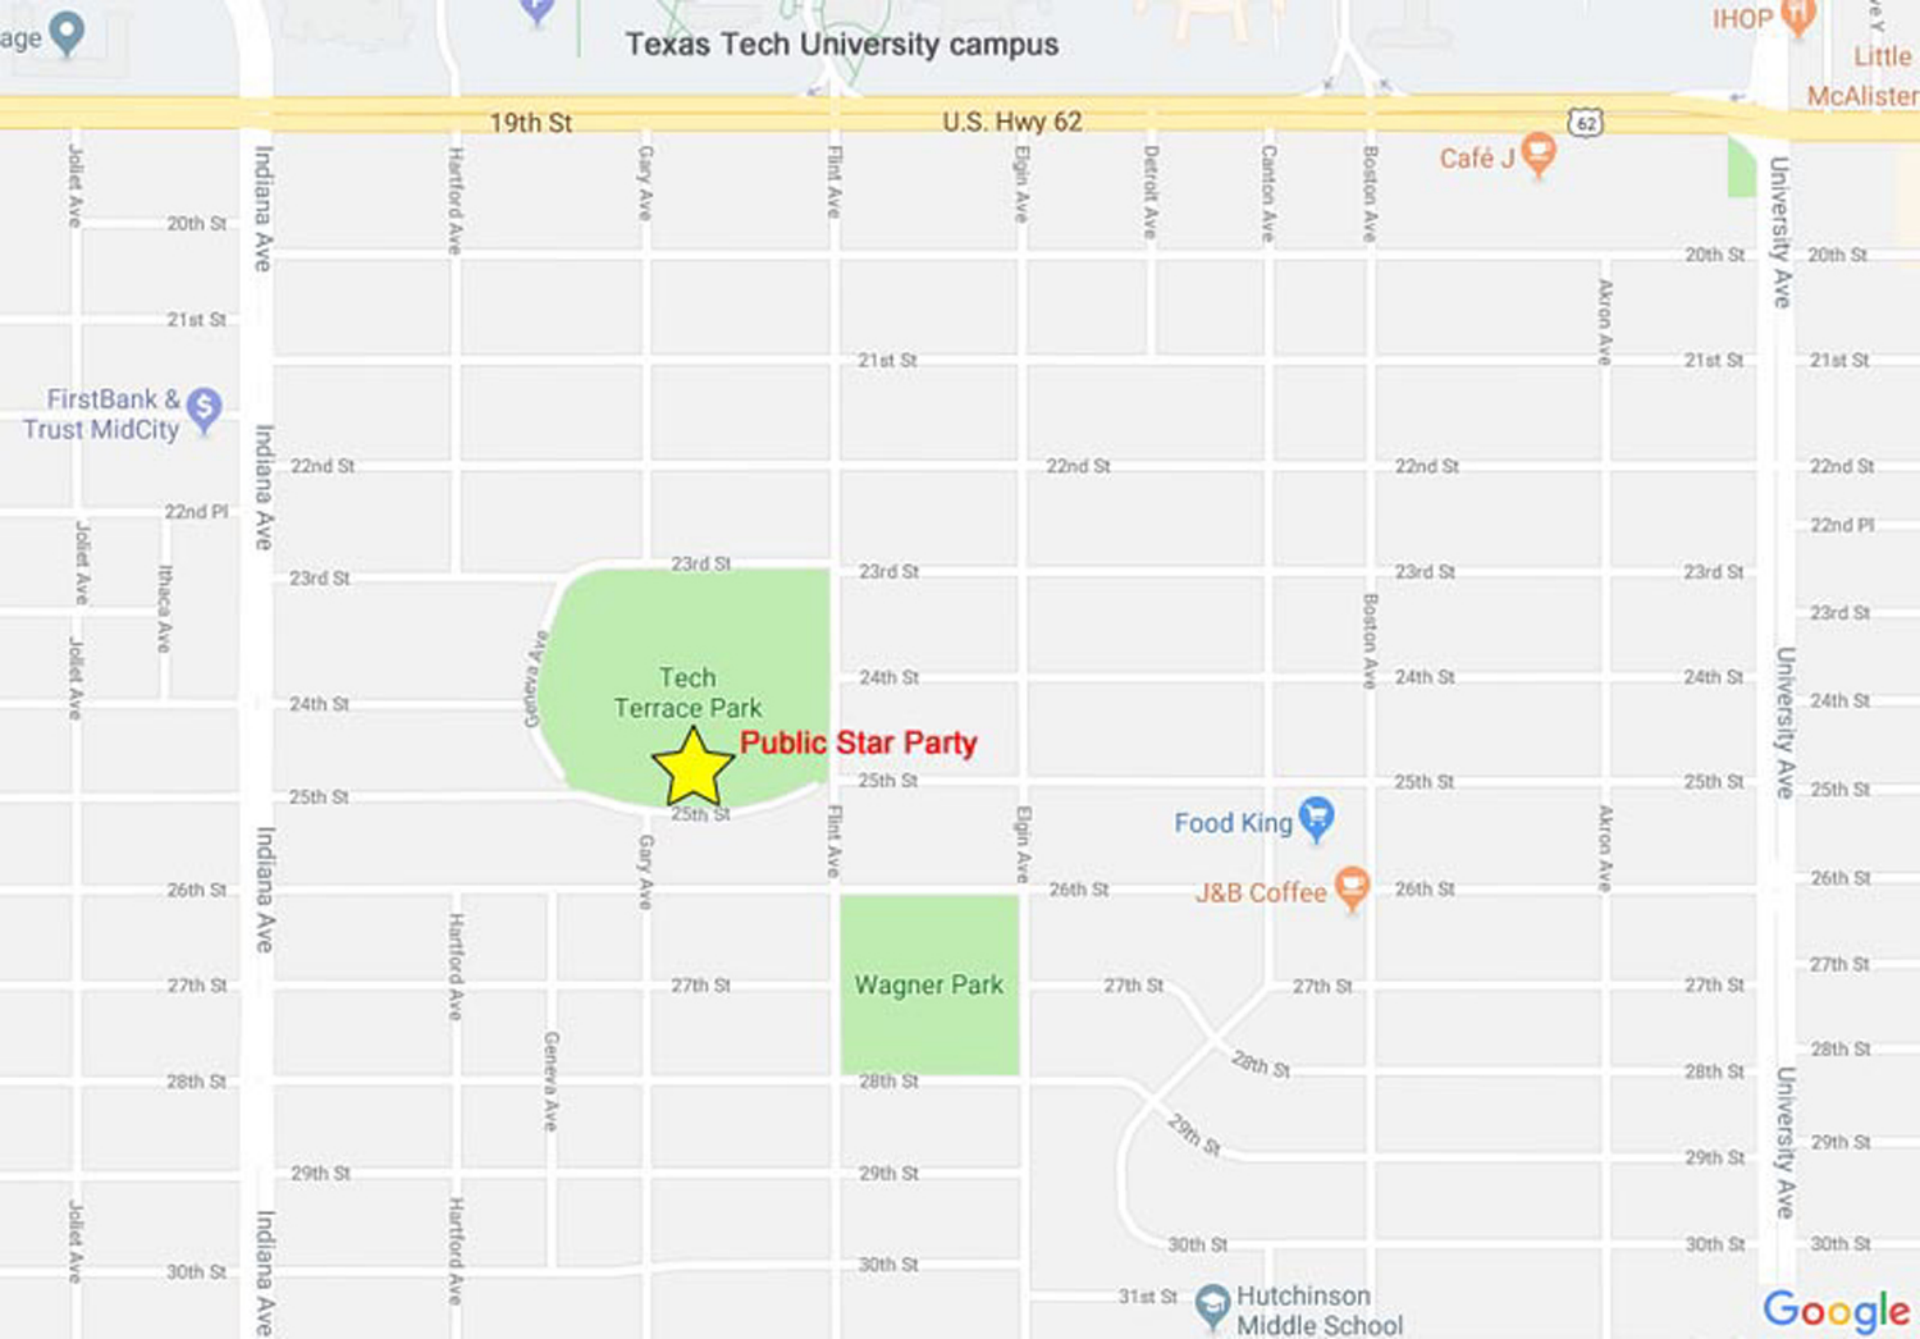 age
Texas Tech University campus
IHOP
ve Y
Little
McAlister
19th St
U.S. Hwy 62
62
Café J
Joliet Ave
Indiana Ave
Hartford Ave
Gary Ave
Flint Ave
Elgin Ave
Detroit Ave
Canton Ave
Boston Ave
University Ave
20th St
20th St
20th St
Akron Ave
21st St
21st St
21st St
21st St
FirstBank &
Trust MidCity
Indiana Ave
22nd St
22nd St
22nd St
22nd St
22nd Pl
22nd Pl
Joliet Ave
Ithaca Ave
23rd St
23rd St
23rd St
23rd St
23rd St
23rd St
Boston Ave
Joliet Ave
Geneva Ave
Tech
Terrace Park
24th St
24th St
24th St
24th St
24th St
University Ave
Public Star Party
25th St
25th St
25th St
25th St
25th St
25th St
Indiana Ave
Gary Ave
Flint Ave
Elgin Ave
Food King
Akron Ave
26th St
26th St
J&B Coffee
26th St
26th St
Hartford Ave
27th St
27th St
Wagner Park
27th St
27th St
27th St
27th St
Geneva Ave
28th St
28th St
28th St
28th St
28th St
University Ave
29th St
29th St
29th St
29th St
29th St
Joliet Ave
Indiana Ave
Hartford Ave
30th St
30th St
30th St
30th St
30th St
31st St
Hutchinson
Middle School
Google